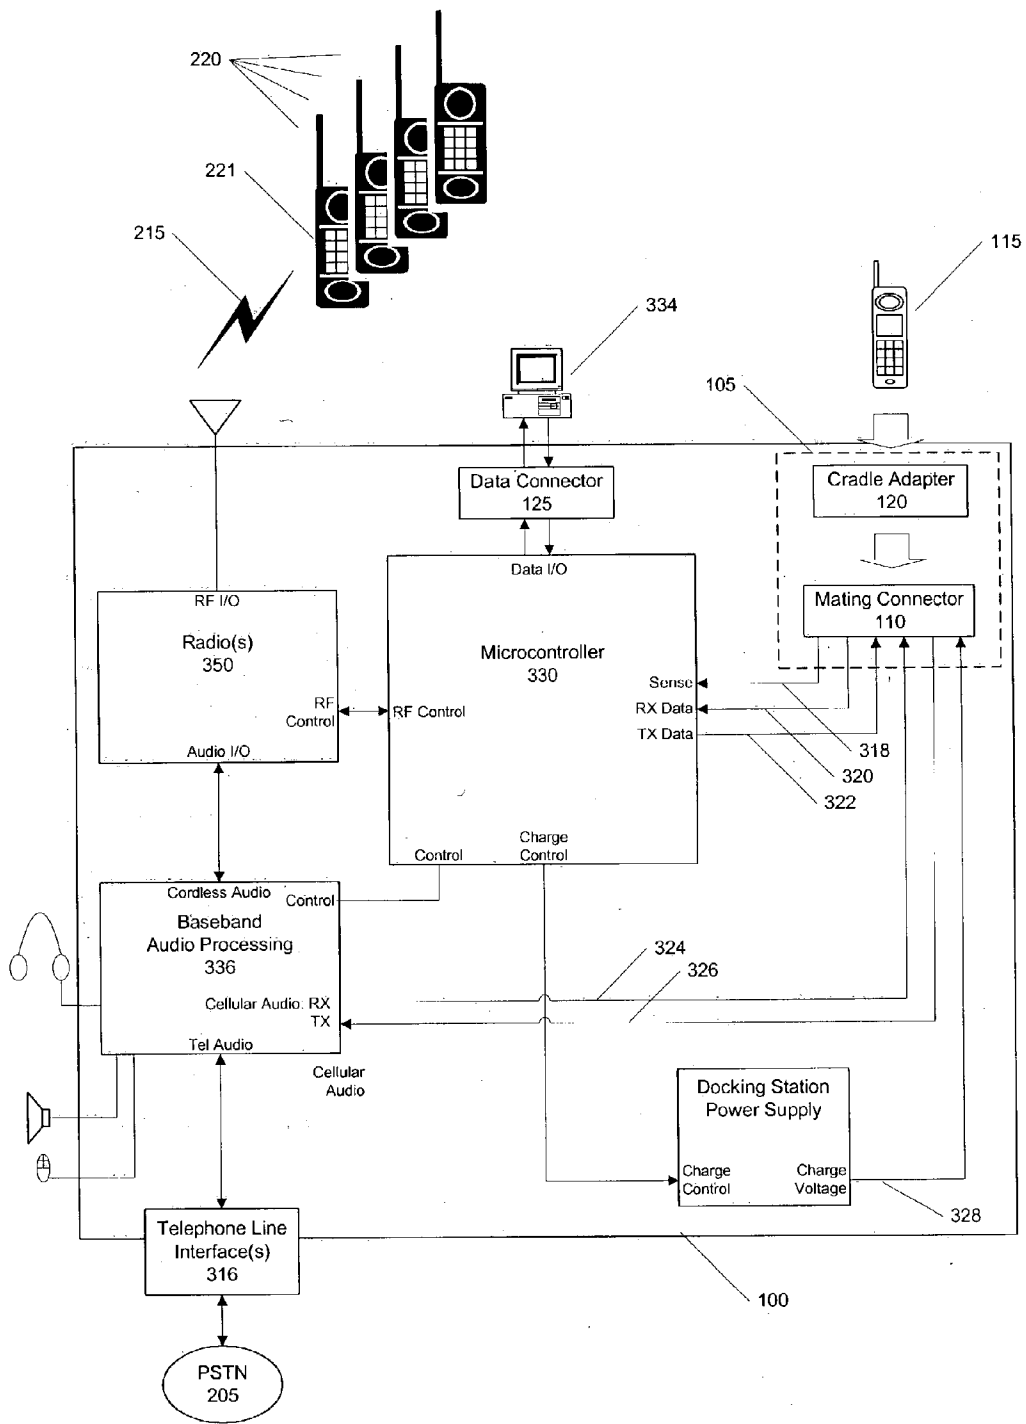 220
221
215
115
334
105
Data Connector
125
Cradle Adapter
120
Data I/O
Mating Connector
110
RF I/O
Radio(s)
350
RF
Control
Audio I/O
Microcontroller
330
RF Control
Sense
RX Data
TX Data
318
320
322
Charge
Control
Control
Cordless Audio
Control
Baseband
Audio Processing
336
Cellular Audio: RX
TX
Tel Audio
Cellular
Audio
324
326
Docking Station
Power Supply
Charge
Control
Charge
Voltage
328
Telephone Line
Interface(s)
316
100
PSTN
205